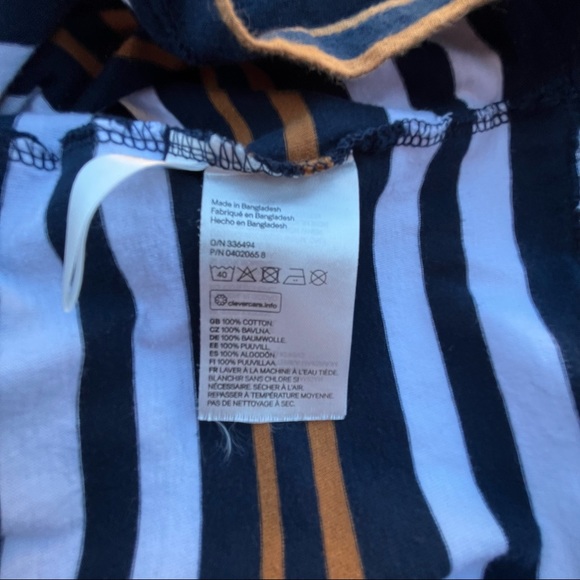 Made in Bangladesh
Fabriqué en Bangladesh
Hecho en Bangladesh
O/N 336494
P/N 0402065 8
40
clevercare.info
GB 100% COTTON.
CZ 100% BAVLNA.
DE 100% BAUMWOLLE.
EE 100% PUUVILL.
ES 100% ALGODÓN.
FI 100% PUUVILLAA.
FR LAVER À LA MACHINE À L'EAU TIÈDE.
BLANCHIR SANS CHLORE SI
NÉCESSAIRE. SÉCHER À L'AIR.
REPASSER À TEMPÉRATURE MOYENNE.
PAS DE NETTOYAGE À SEC.